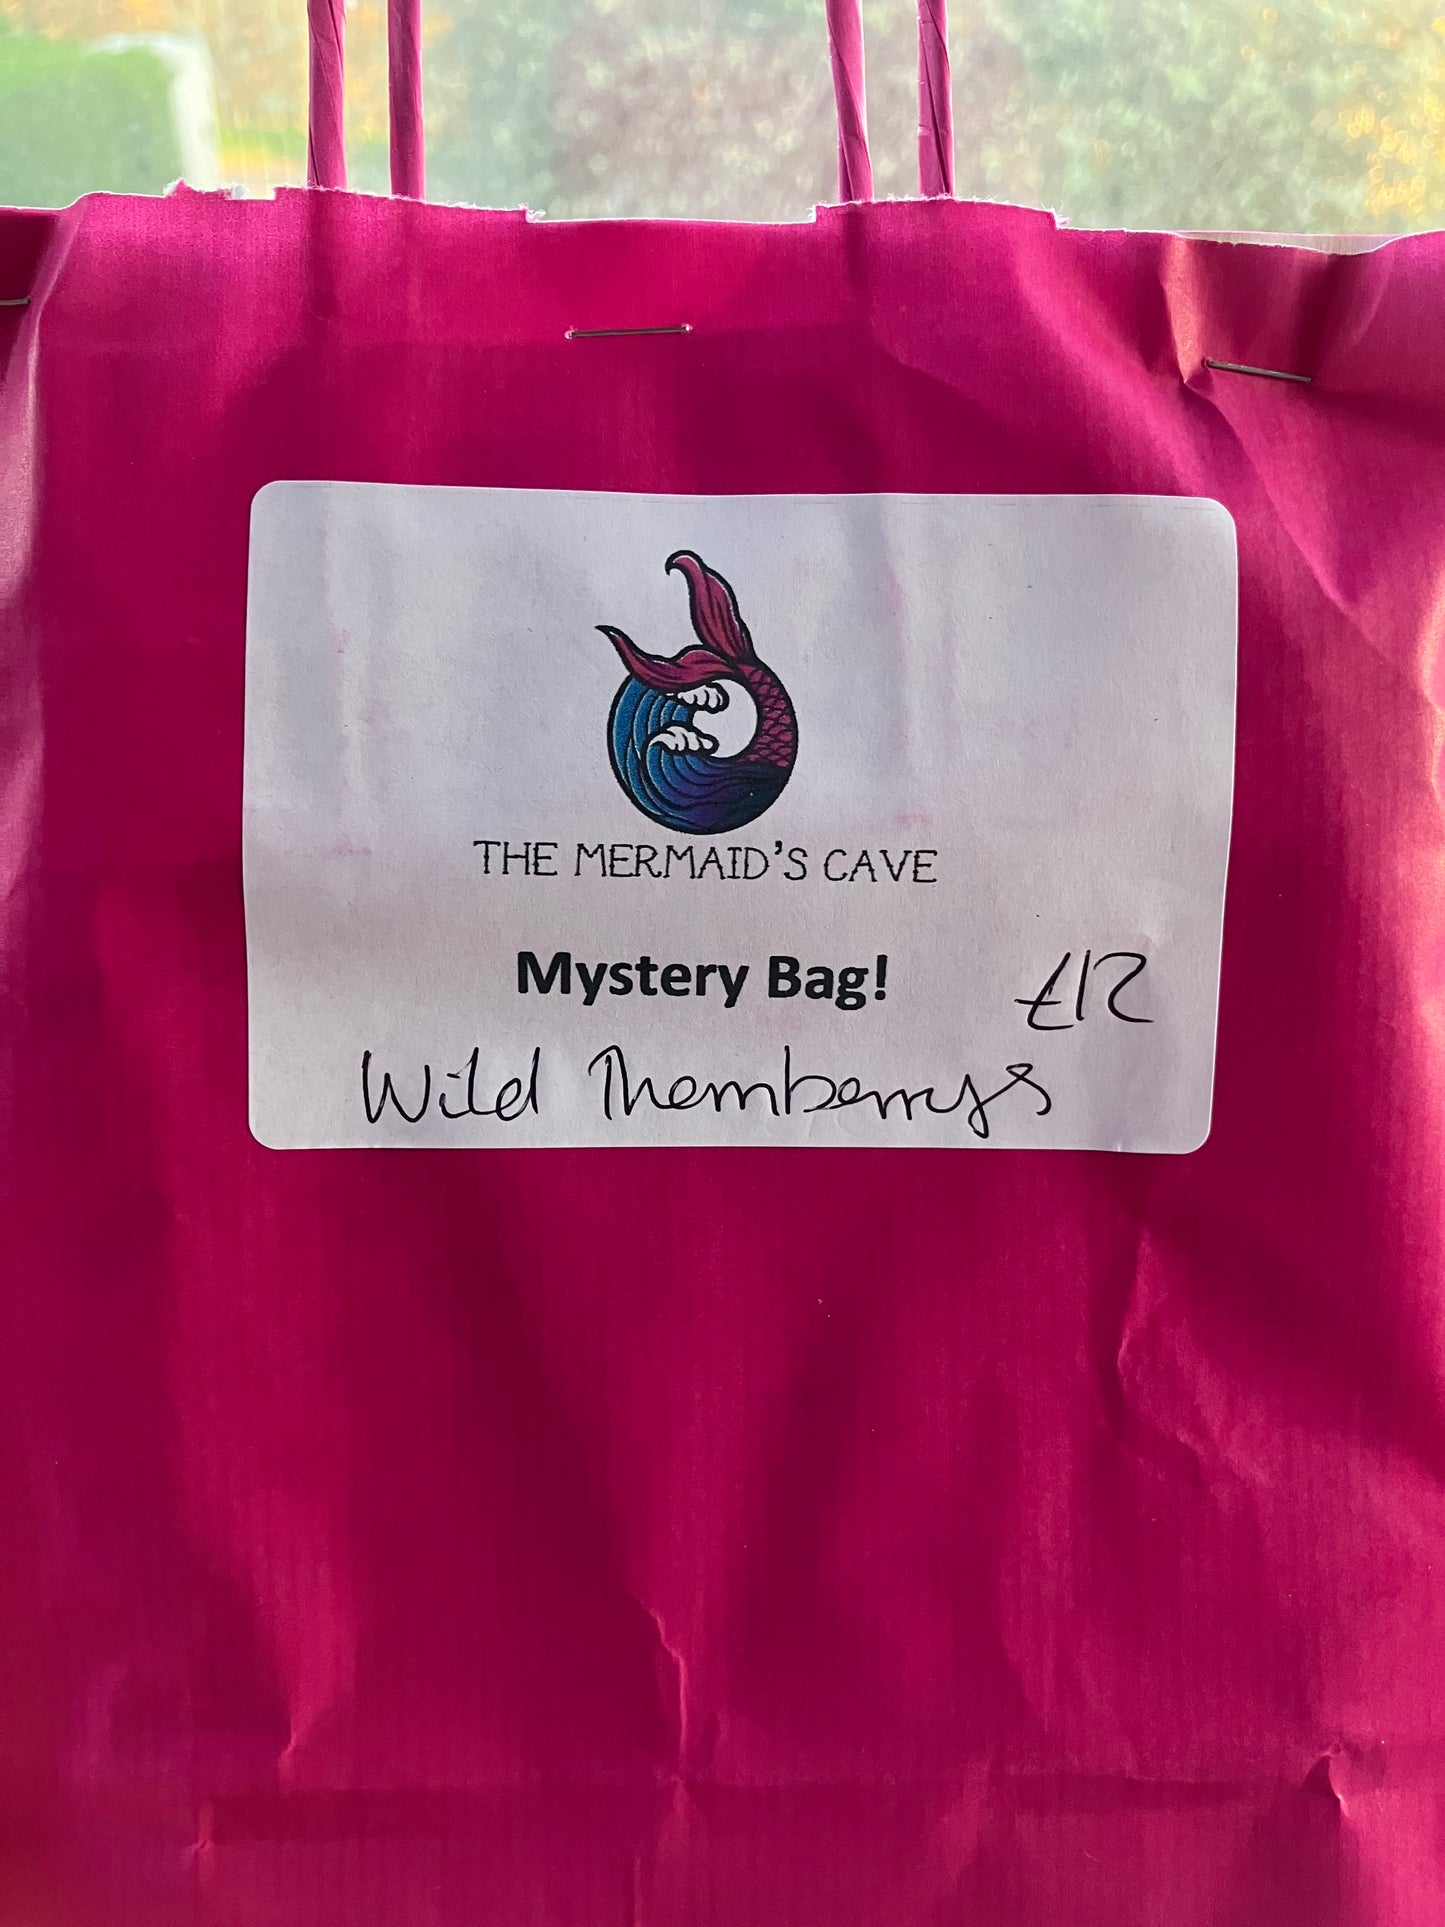 THE MERMAID'S CAVE
Mystery Bag! £12
Wild Thornberrys